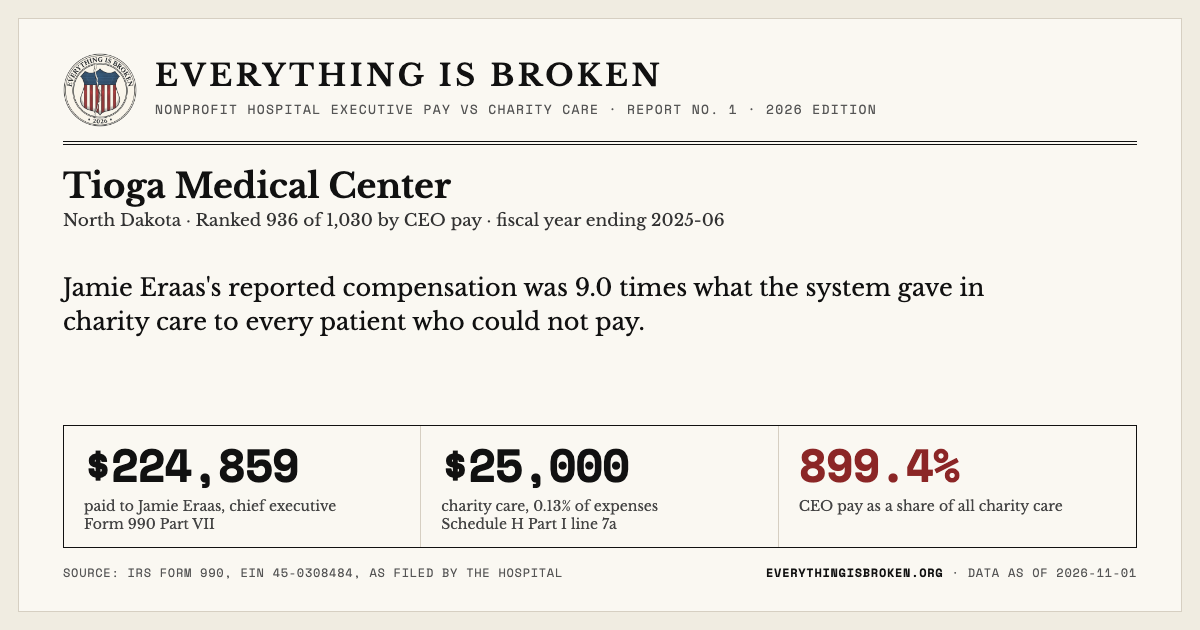 EVERYTHING IS BROKEN
· 2026 ·
EVERYTHING IS BROKEN
NONPROFIT HOSPITAL EXECUTIVE PAY VS CHARITY CARE · REPORT NO. 1 · 2026 EDITION
Tioga Medical Center
North Dakota · Ranked 936 of 1,030 by CEO pay · fiscal year ending 2025-06
Jamie Eraas's reported compensation was 9.0 times what the system gave in
charity care to every patient who could not pay.
$224,859
paid to Jamie Eraas, chief executive
Form 990 Part VII
$25,000
charity care, 0.13% of expenses
Schedule H Part I line 7a
899.4%
CEO pay as a share of all charity care
SOURCE: IRS FORM 990, EIN 45-0308484, AS FILED BY THE HOSPITAL
EVERYTHINGISBROKEN.ORG · DATA AS OF 2026-11-01